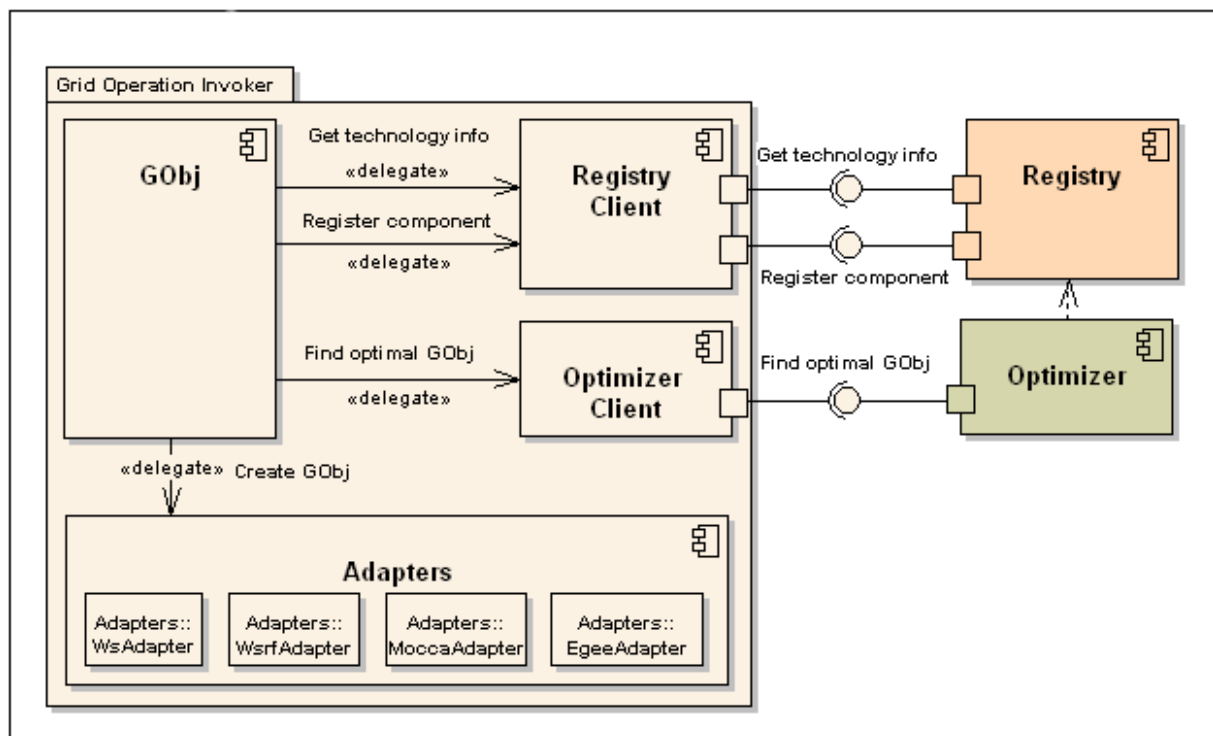 Grid Operation Invoker
GObj
Get technology info
«delegate»
Register component
«delegate»
Registry
Client
Get technology info
Register component
Registry
Find optimal GObj
«delegate»
Optimizer
Client
Find optimal GObj
Optimizer
«delegate» Create GObj
Adapters
Adapters::
WsAdapter
Adapters::
WsrfAdapter
Adapters::
MoccaAdapter
Adapters::
EgeeAdapter